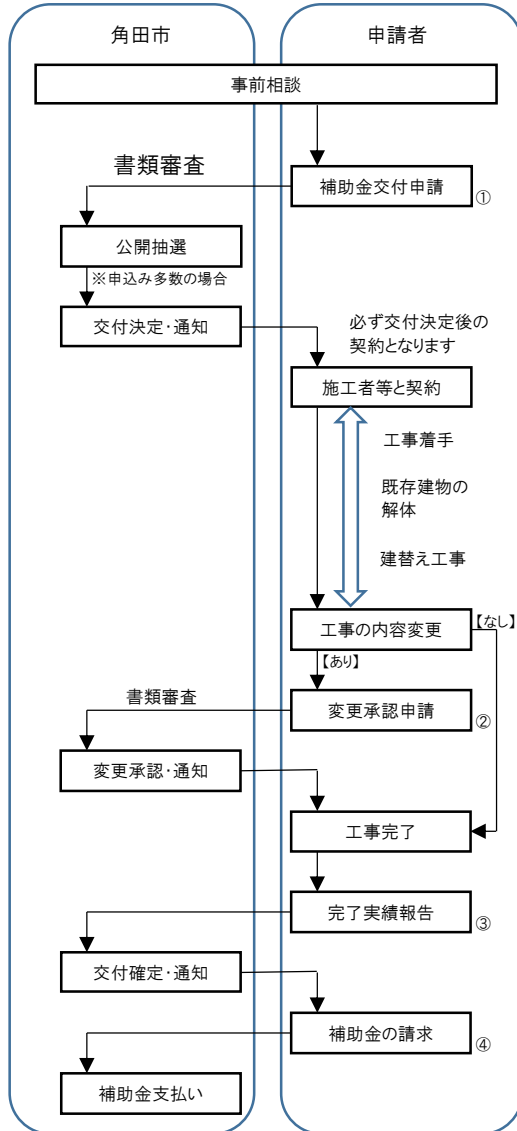 角田市
申請者
事前相談
書類審査
補助金交付申請
①
公開抽選
※申込み多数の場合
交付決定・通知
必ず交付決定後の
契約となります
施工者等と契約
工事着手
既存建物の
解体
建替え工事
工事の内容変更
【なし】
【あり】
書類審査
変更承認申請
②
変更承認・通知
工事完了
完了実績報告
③
交付確定・通知
補助金の請求
④
補助金支払い